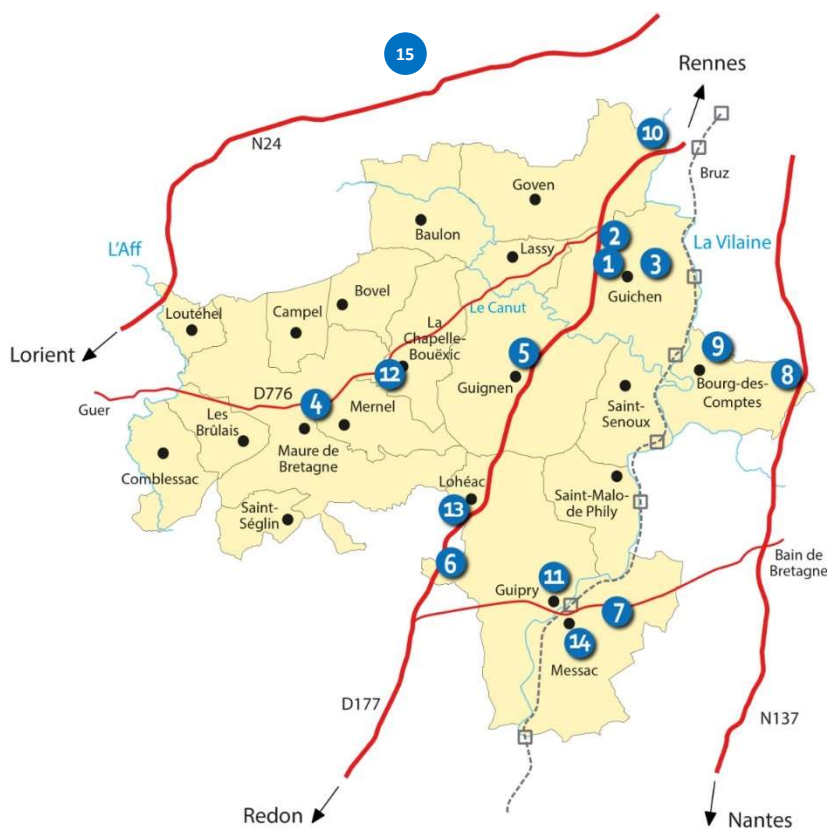 15
Rennes
10
N24
Bruz
Goven
Baulon
2
La Vilaine
Lassy
L'Aff
1
3
Guichen
Bovel
Le Canut
Loutéhel
Campel
La
Chapelle-
Bouëxic
5
9
Lorient
12
Guignen
Bourg-des-
Comptes
8
D776
4
Guer
Saint-
Senoux
Les
Brûlais
Mernel
Maure de
Bretagne
Comblessac
Lohéac
Saint-Malo-
de Phily
Saint-
Séglin
13
6
Bain de
Bretagne
11
Guipry
7
14
Messac
D177
N137
Redon
Nantes